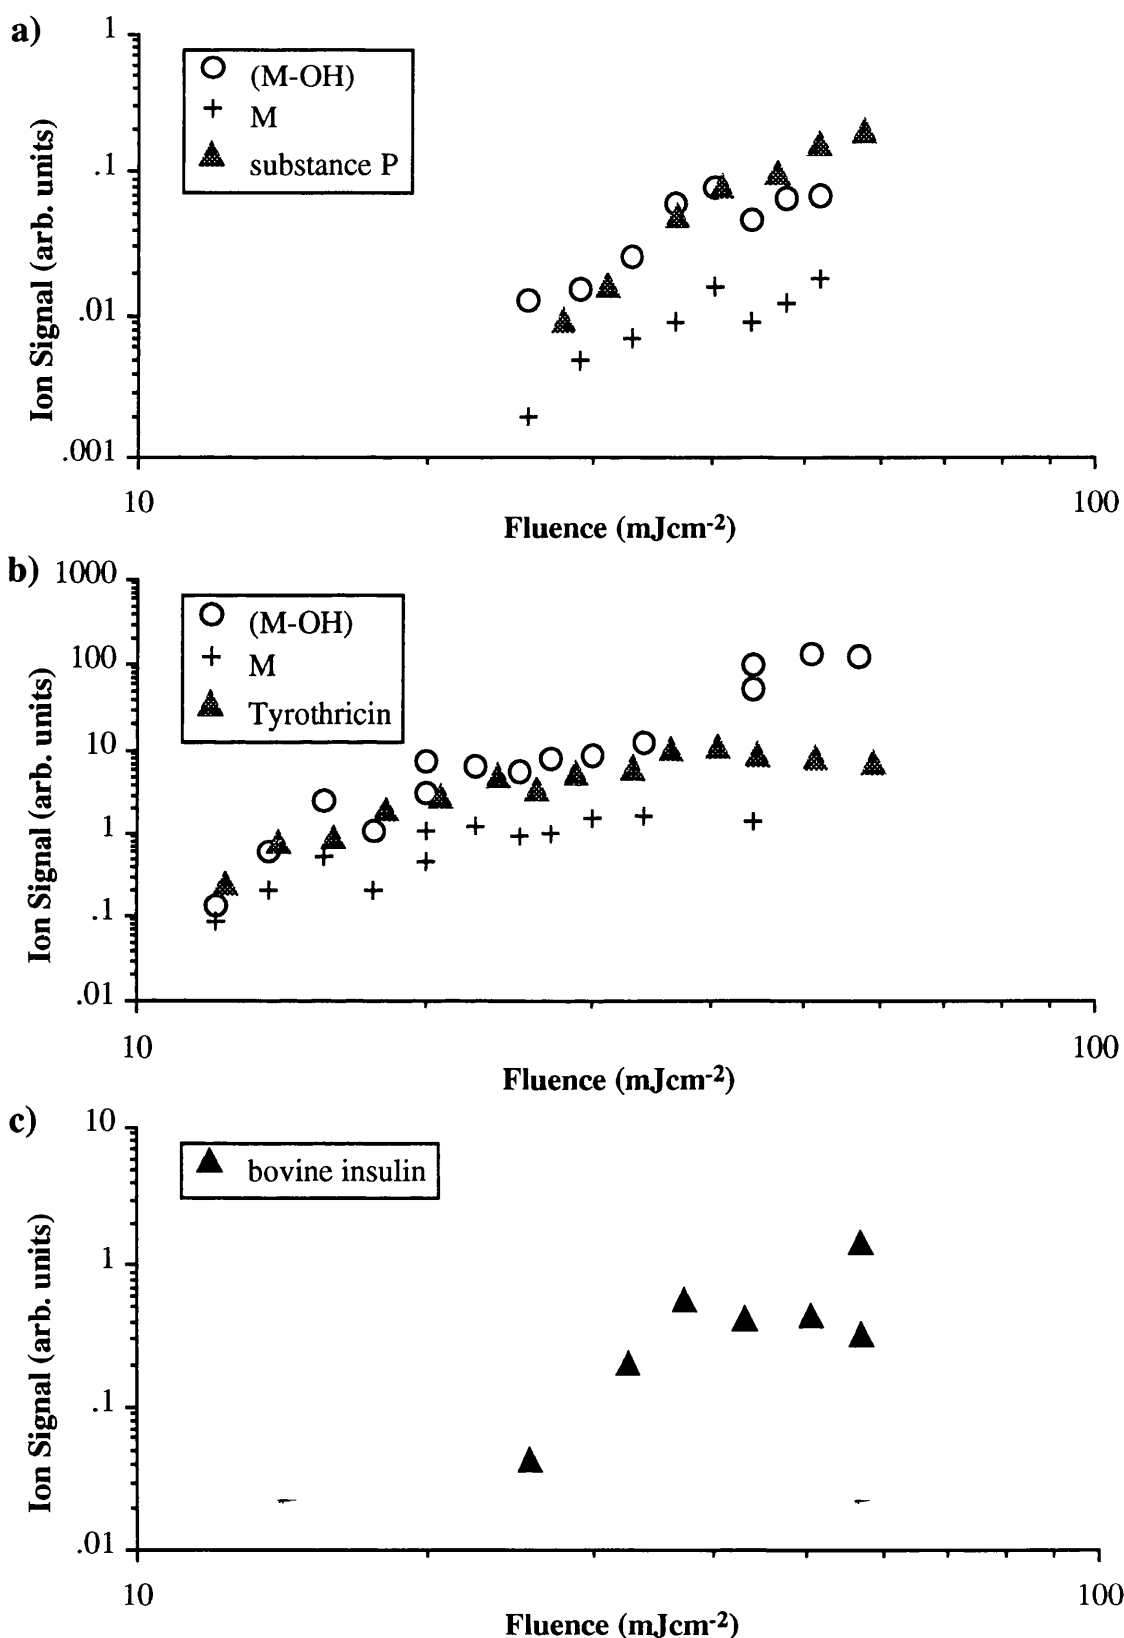 a)
1
(M-OH)
M
substance P
.1
.01
.001
Ion Signal (arb. units)
10
100
Fluence (mJcm-2)
b)
1000
(M-OH)
M
Tyrothricin
100
10
1
.1
.01
Ion Signal (arb. units)
10
100
Fluence (mJcm-2)
c)
10
bovine insulin
1
.1
.01
Ion Signal (arb. units)
10
100
Fluence (mJcm-2)